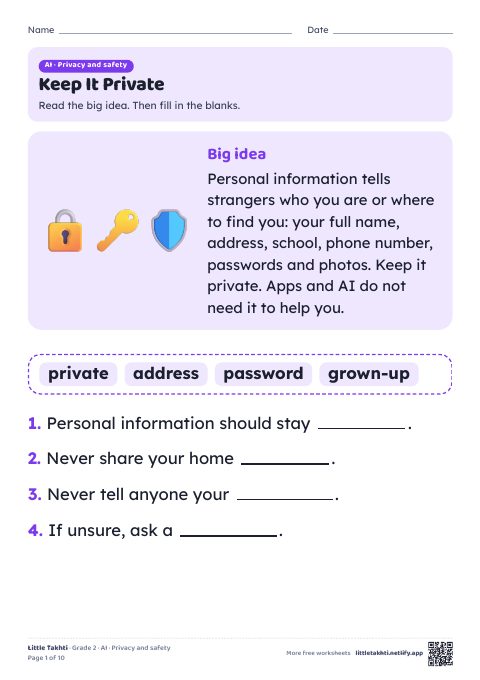 Name Date
AI · Privacy and safety
Keep It Private
Read the big idea. Then fill in the blanks.
Big idea
Personal information tells
strangers who you are or where
to find you: your full name,
address, school, phone number,
passwords and photos. Keep it
private. Apps and AI do not
need it to help you.
private address password grown-up
1. Personal information should stay ________.
2. Never share your home ________.
3. Never tell anyone your ________.
4. If unsure, ask a ________.
Little Takhti · Grade 2 · AI · Privacy and safety
Page 1 of 10
More free worksheets · littletakhti.netlify.app